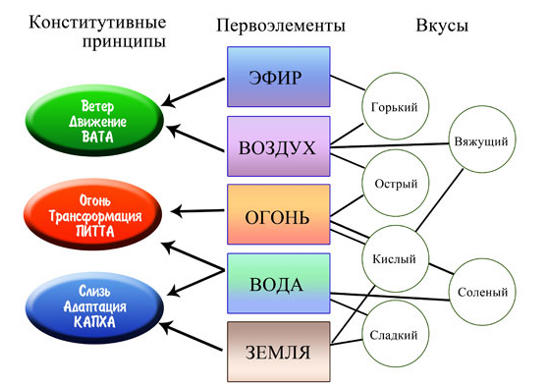 Конститутивные
принципы
Первоэлементы
Вкусы
Ветер
Движение
ВАТА
Огонь
Трансформация
ПИТТА
Слизь
Адаптация
КАПХА
ЭФИР
ВОЗДУХ
ОГОНЬ
ВОДА
ЗЕМЛЯ
Горький
Вяжущий
Острый
Кислый
Соленый
Сладкий